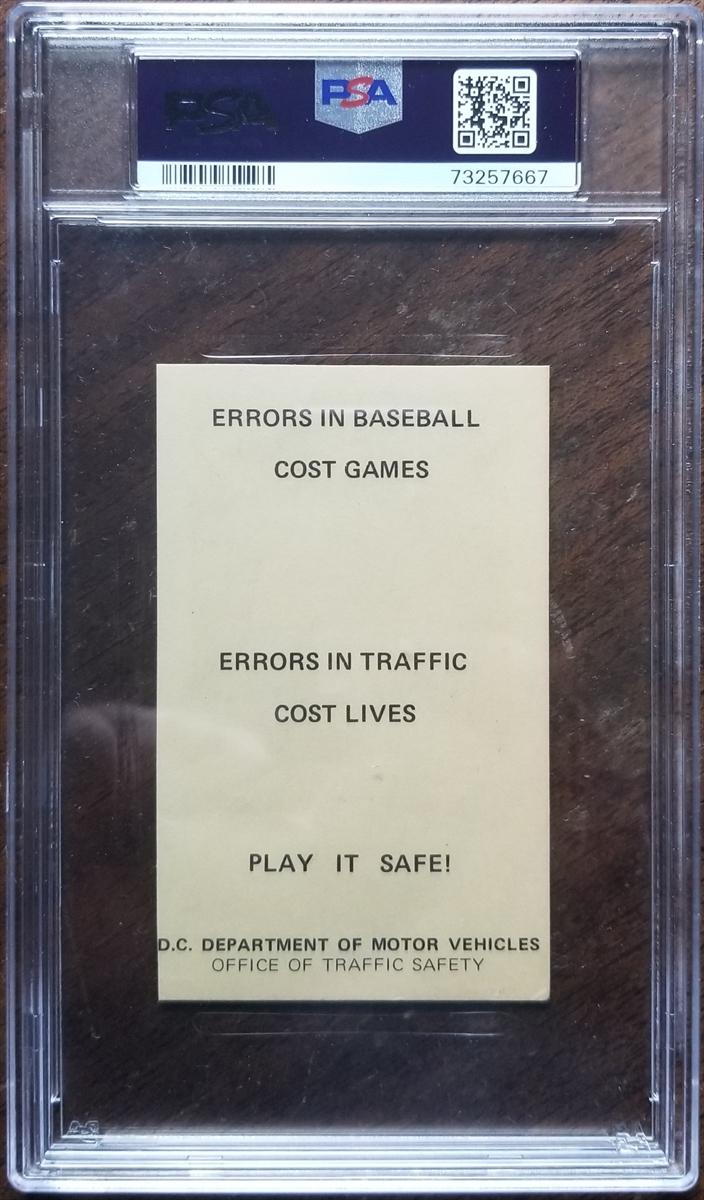 PSA
PSA
73257667
ERRORS IN BASEBALL
COST GAMES
ERRORS IN TRAFFIC
COST LIVES
PLAY IT SAFE!
D.C. DEPARTMENT OF MOTOR VEHICLES
OFFICE OF TRAFFIC SAFETY